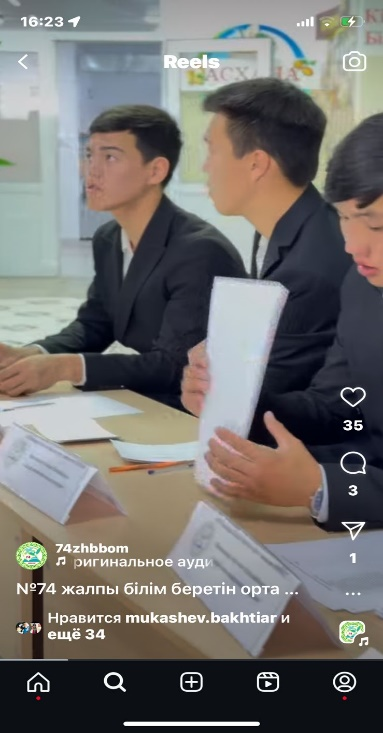 16:23
Reels
АСХАНА
35
3
1
74zhbbom
ригинальное ауди
№74 жалпы білім беретін орта ...
Нравится mukashev.bakhtiar и
ещё 34